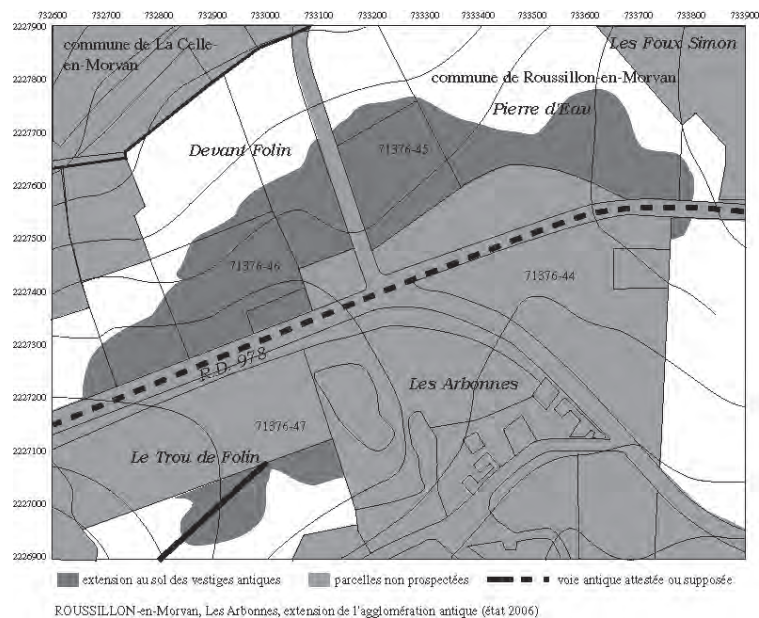 732600 732700 732800 732900 733000 733100 733200 733300 733400 733500 733600 733700 733800 733900
2227900
commune de La Celle-
en-Morvan
Les Foux Simon
2227800
commune de Roussillon-en-Morvan
Pierre d'Eau
2227700
Devant Folin
71376-45
2227600
2227500
71376-46
71376-44
2227400
2227300
R.D. 978
Les Arbonnes
2227200
71376-47
2227100
Le Trou de Folin
2227000
2226900
extension au sol des vestiges antiques
parcelles non prospectées
voie antique attestée ou supposée
ROUSSILLON-en-Morvan, Les Arbonnes, extension de l'agglomération antique (état 2006)